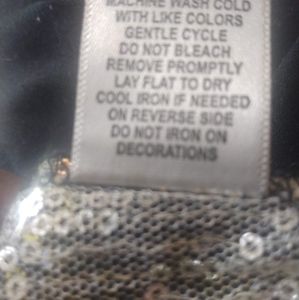 MACHINE WASH COLD
WITH LIKE COLORS
GENTLE CYCLE
DO NOT BLEACH
REMOVE PROMPTLY
LAY FLAT TO DRY
COOL IRON IF NEEDED
ON REVERSE SIDE
DO NOT IRON ON
DECORATIONS